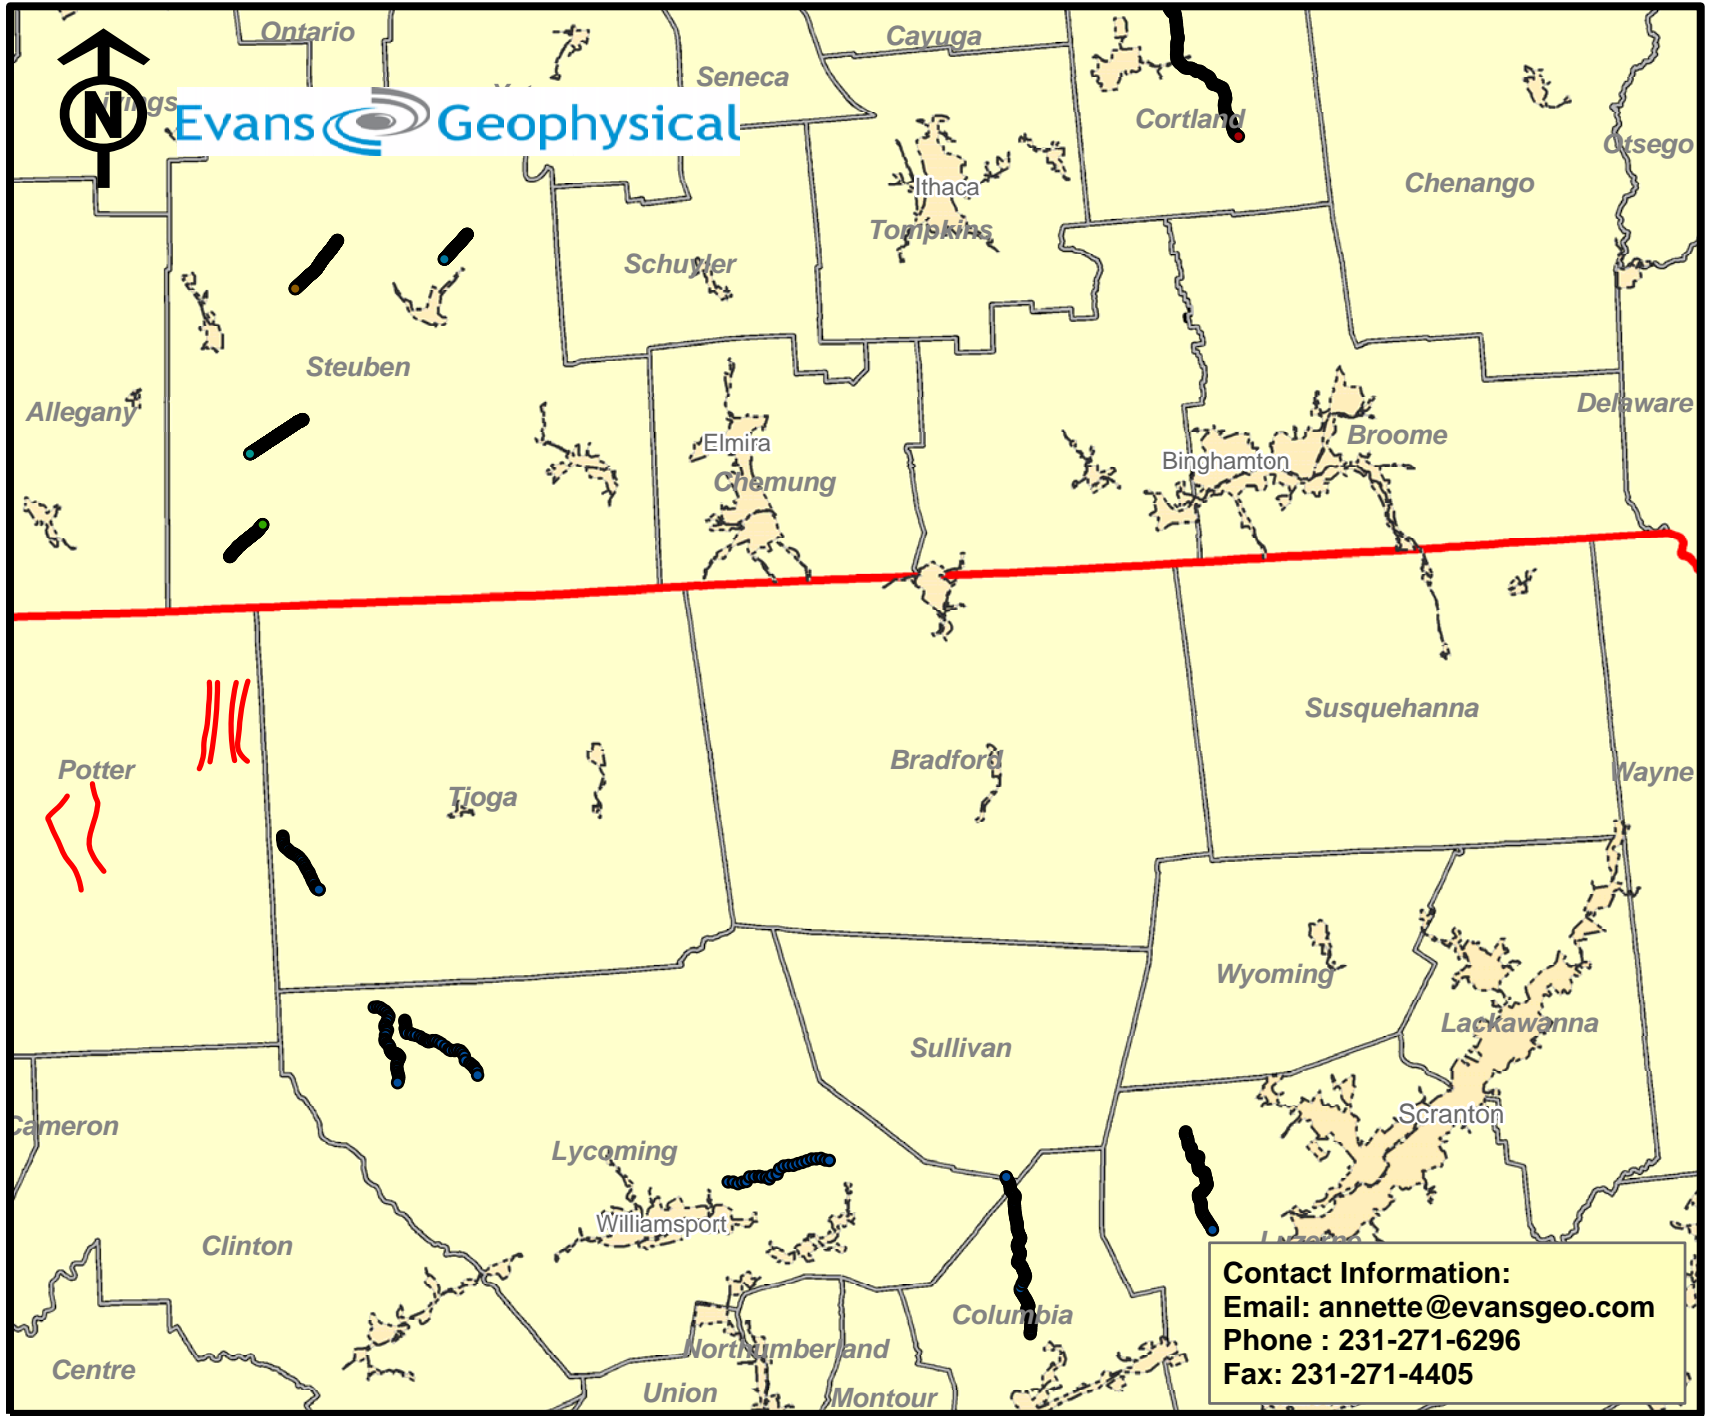 Ontario
Cayuga
Seneca
N
Evans Geophysical
Cortland
Otsego
Chenango
Ithaca
Tompkins
Schuyler
Steuben
Allegany
Delaware
Elmira
Broome
Binghamton
Chemung
Susquehanna
Potter
Bradford
Wayne
Tioga
Wyoming
Lackawanna
Sullivan
Scranton
Cameron
Lycoming
Williamsport
Clinton
Columbia
Northumberland
Centre
Union
Montour
Contact Information:
Email: annette@evansgeo.com
Phone : 231-271-6296
Fax: 231-271-4405